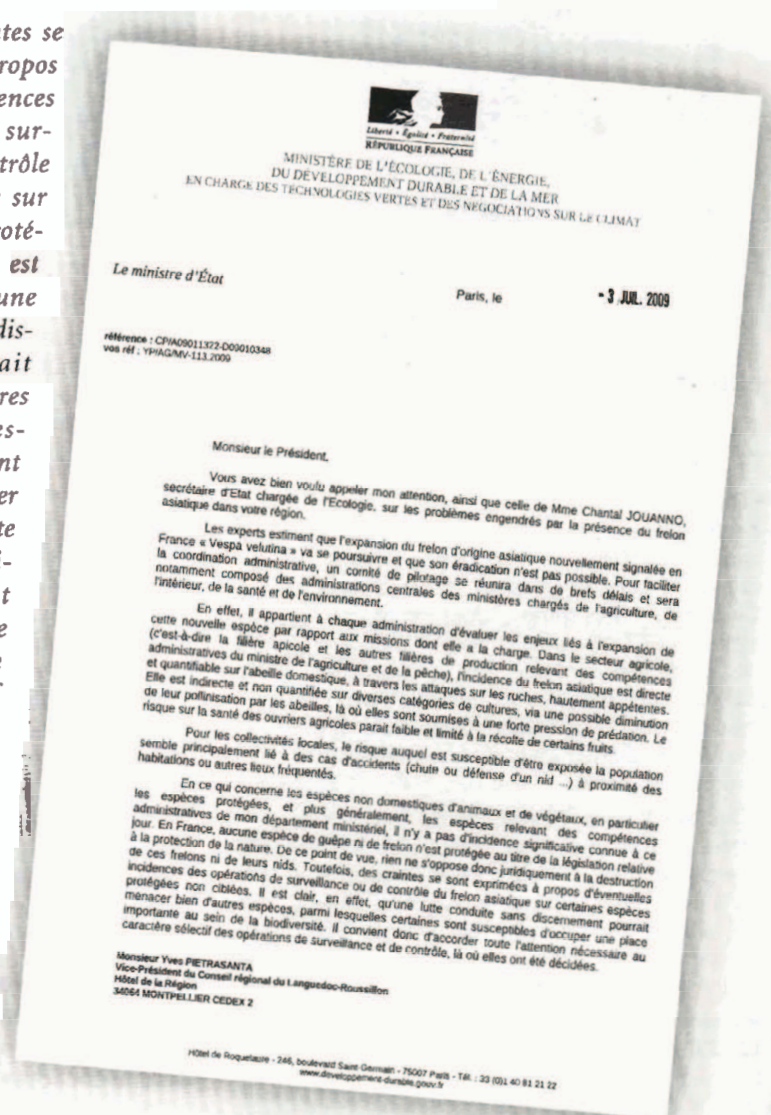 tes se
ropos
ences
sur-
trôle
sur
oté-
est
une
dis-
ait
res
es-
nt
er
te
i-
t
e
Liberté • Égalité • Fraternité
RÉPUBLIQUE FRANÇAISE
MINISTÈRE DE L'ÉCOLOGIE, DE L'ÉNERGIE,
DU DÉVELOPPEMENT DURABLE ET DE LA MER
EN CHARGE DES TECHNOLOGIES VERTES ET DES NÉGOCIATIONS SUR LE CLIMAT
Le ministre d'État
Paris, le - 3 JUIL. 2009
référence : CP/A09011322-D09010348
vos réf : YP/AG/MV-113.2009
Monsieur le Président,
Vous avez bien voulu appeler mon attention, ainsi que celle de Mme Chantal JOUANNO,
secrétaire d'Etat chargée de l'Ecologie, sur les problèmes engendrés par la présence du frelon
asiatique dans votre région.
Les experts estiment que l'expansion du frelon d'origine asiatique nouvellement signalée en
France « Vespa velutina » va se poursuivre et que son éradication n'est pas possible. Pour faciliter
la coordination administrative, un comité de pilotage se réunira dans de brefs délais et sera
notamment composé des administrations centrales des ministères chargés de l'agriculture, de
l'intérieur, de la santé et de l'environnement.
En effet, il appartient à chaque administration d'évaluer les enjeux liés à l'expansion de
cette nouvelle espèce par rapport aux missions dont elle a la charge. Dans le secteur agricole,
(c'est-à-dire la filière apicole et les autres filières de production relevant des compétences
administratives du ministre de l'agriculture et de la pêche), l'incidence du frelon asiatique est directe
et quantifiable sur l'abeille domestique, à travers les attaques sur les ruches, hautement appétentes.
Elle est indirecte et non quantifiée sur diverses catégories de cultures, via une possible diminution
de leur pollinisation par les abeilles, là où elles sont soumises à une forte pression de prédation. Le
risque sur la santé des ouvriers agricoles parait faible et limité à la récolte de certains fruits.
Pour les collectivités locales, le risque auquel est susceptible d'être exposée la population
semble principalement lié à des cas d'accidents (chute ou défense d'un nid ...) à proximité des
habitations ou autres lieux fréquentés.
En ce qui concerne les espèces non domestiques d'animaux et de végétaux, en particulier
les espèces protégées, et plus généralement, les espèces relevant des compétences
administratives de mon département ministériel, il n'y a pas d'incidence significative connue à ce
jour. En France, aucune espèce de guêpe ni de frelon n'est protégée au titre de la législation relative
à la protection de la nature. De ce point de vue, rien ne s'oppose donc juridiquement à la destruction
de ces frelons ni de leurs nids. Toutefois, des craintes se sont exprimées à propos d'éventuelles
incidences des opérations de surveillance ou de contrôle du frelon asiatique sur certaines espèces
protégées non ciblées. Il est clair, en effet, qu'une lutte conduite sans discernement pourrait
menacer bien d'autres espèces, parmi lesquelles certaines sont susceptibles d'occuper une place
importante au sein de la biodiversité. Il convient donc d'accorder toute l'attention nécessaire au
caractère sélectif des opérations de surveillance et de contrôle, là où elles ont été décidées.
Monsieur Yves PIETRASANTA
Vice-Président du Conseil régional du Languedoc-Roussillon
Hôtel de la Région
34064 MONTPELLIER CEDEX 2
Hôtel de Roquelaure - 246, boulevard Saint-Germain - 75007 Paris - Tél. : 33 (0)1 40 81 21 22
www.developpement-durable.gouv.fr